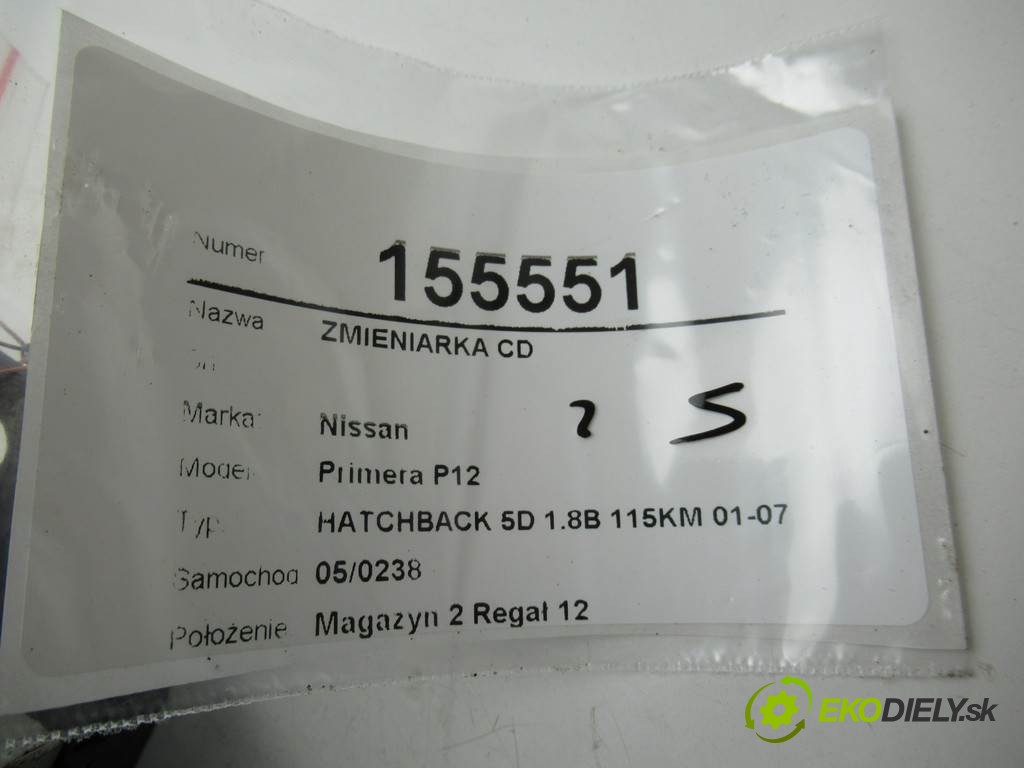 Numer 155551
Nazwa ZMIENIARKA CD
Marka: Nissan
Model Primera P12
Typ: HATCHBACK 5D 1.8B 115KM 01-07
Samochod 05/0238
Położenie Magazyn 2 Regał 12
EKODIELY.sk